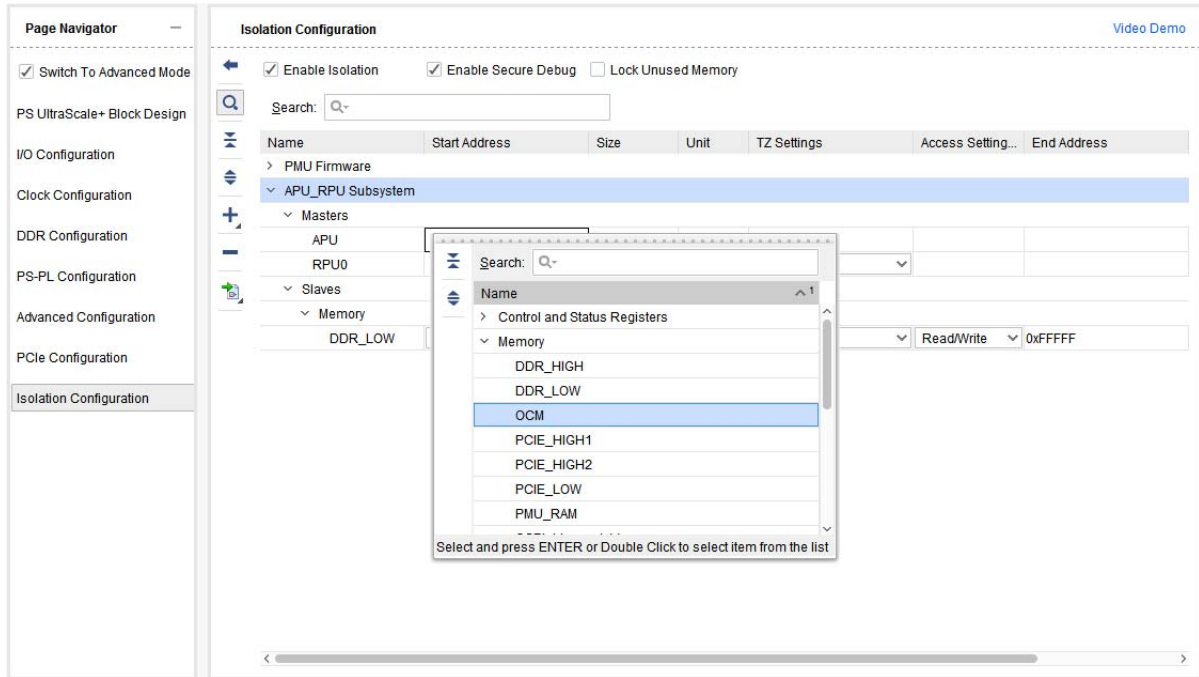 Page Navigator
Isolation Configuration
Video Demo
Switch To Advanced Mode
PS UltraScale+ Block Design
I/O Configuration
Clock Configuration
DDR Configuration
PS-PL Configuration
Advanced Configuration
PCIe Configuration
Isolation Configuration
Enable Isolation Enable Secure Debug Lock Unused Memory
Search:
Name Start Address Size Unit TZ Settings Access Setting... End Address
PMU Firmware
APU_RPU Subsystem
Masters
APU
RPU0
Slaves
Memory
DDR_LOW Read/Write 0xFFFFF
Search:
Name 1
Control and Status Registers
Memory
DDR_HIGH
DDR_LOW
OCM
PCIE_HIGH1
PCIE_HIGH2
PCIE_LOW
PMU_RAM
Select and press ENTER or Double Click to select item from the list